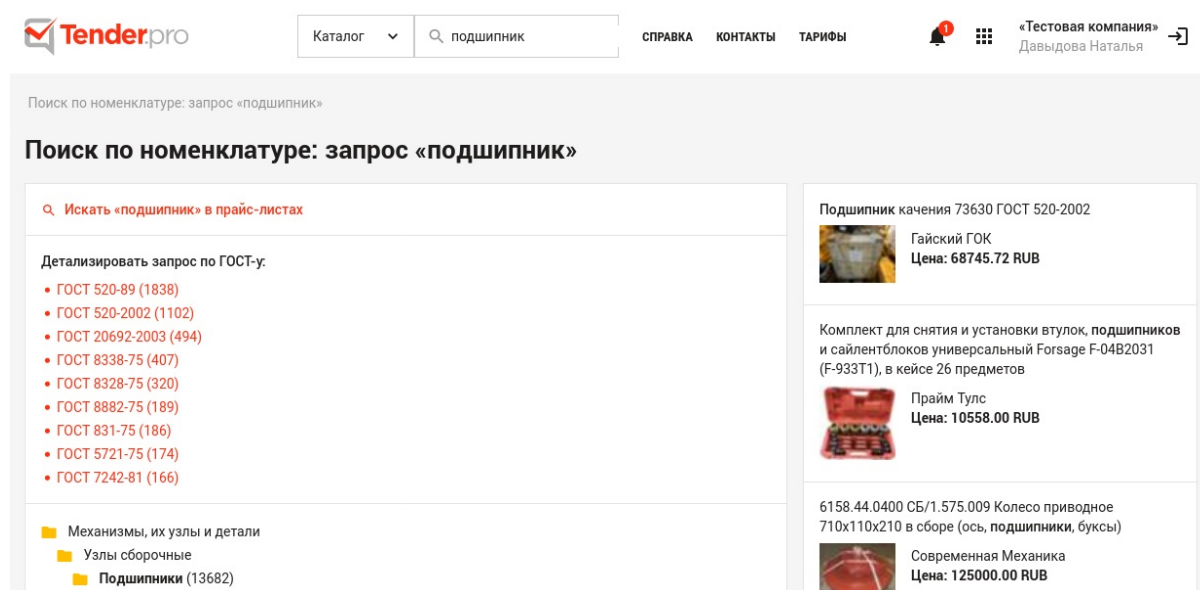 Tender.pro
Каталог
подшипник
СПРАВКА
КОНТАКТЫ
ТАРИФЫ
1
«Тестовая компания»
Давыдова Наталья
Поиск по номенклатуре: запрос «подшипник»
Поиск по номенклатуре: запрос «подшипник»
Искать «подшипник» в прайс-листах
Детализировать запрос по ГОСТ-у:
ГОСТ 520-89 (1838)
ГОСТ 520-2002 (1102)
ГОСТ 20692-2003 (494)
ГОСТ 8338-75 (407)
ГОСТ 8328-75 (320)
ГОСТ 8882-75 (189)
ГОСТ 831-75 (186)
ГОСТ 5721-75 (174)
ГОСТ 7242-81 (166)
Механизмы, их узлы и детали
Узлы сборочные
Подшипники (13682)
Подшипник качения 73630 ГОСТ 520-2002
Гайский ГОК
Цена: 68745.72 RUB
Комплект для снятия и установки втулок, подшипников
и сайлентблоков универсальный Forsage F-04B2031
(F-933T1), в кейсе 26 предметов
Прайм Тулс
Цена: 10558.00 RUB
6158.44.0400 СБ/1.575.009 Колесо приводное
710х110х210 в сборе (ось, подшипники, буксы)
Современная Механика
Цена: 125000.00 RUB